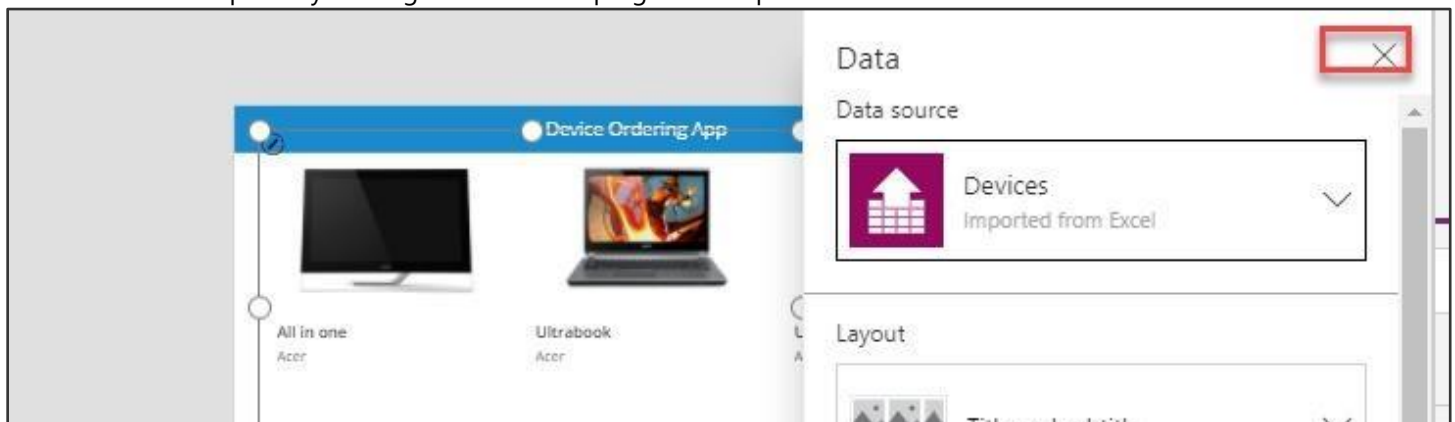 Data
Data source
Device Ordering App
Devices
Imported from Excel
All in one
Acer
Ultrabook
Acer
Layout